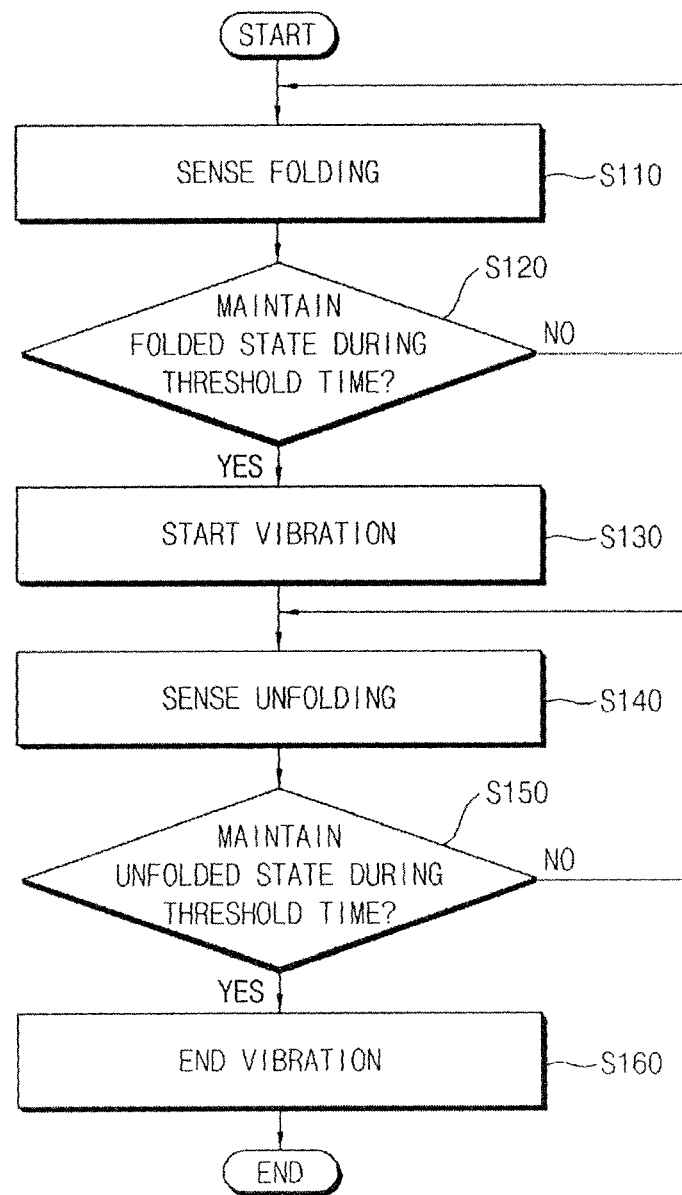 START
SENSE FOLDING
S110
S120
MAINTAIN
FOLDED STATE DURING
THRESHOLD TIME?
NO
YES
START VIBRATION
S130
SENSE UNFOLDING
S140
S150
MAINTAIN
UNFOLDED STATE DURING
THRESHOLD TIME?
NO
YES
END VIBRATION
S160
END